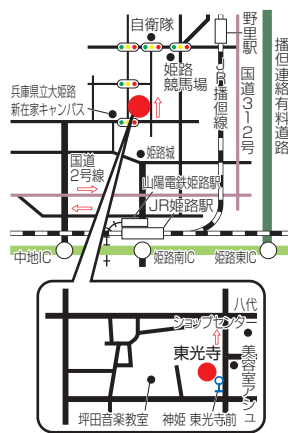 自衛隊
野里駅
播但連絡有料道路
姫路
競馬場
JR播但線
国道312号
兵庫県立大姫路
新在家キャンパス
姫路城
国道
2号線
山陽電鉄姫路駅
JR姫路駅
中地IC
姫路南IC
姫路東IC
八代
ショップセンター
東光寺
美容室アンジュ
坪田音楽教室
神姫 東光寺前